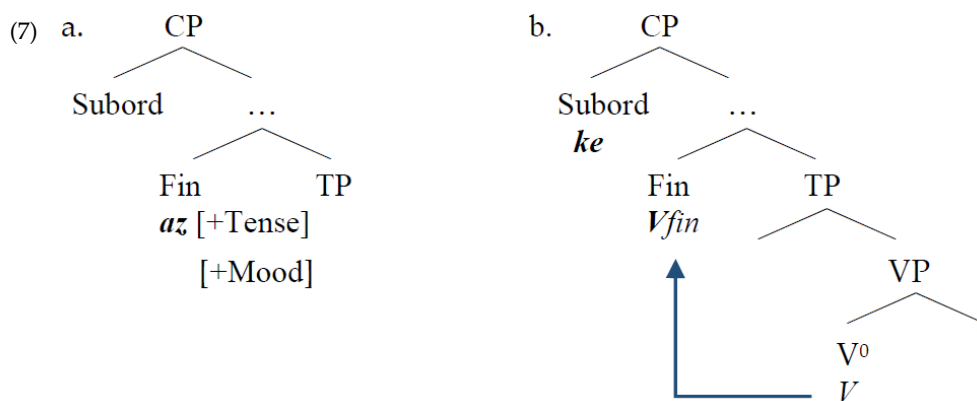 (7) a. CP b. CP
Subord … Subord …
ke
Fin TP Fin TP
az [+Tense] Vfin
[+Mood] VP
V⁰
V